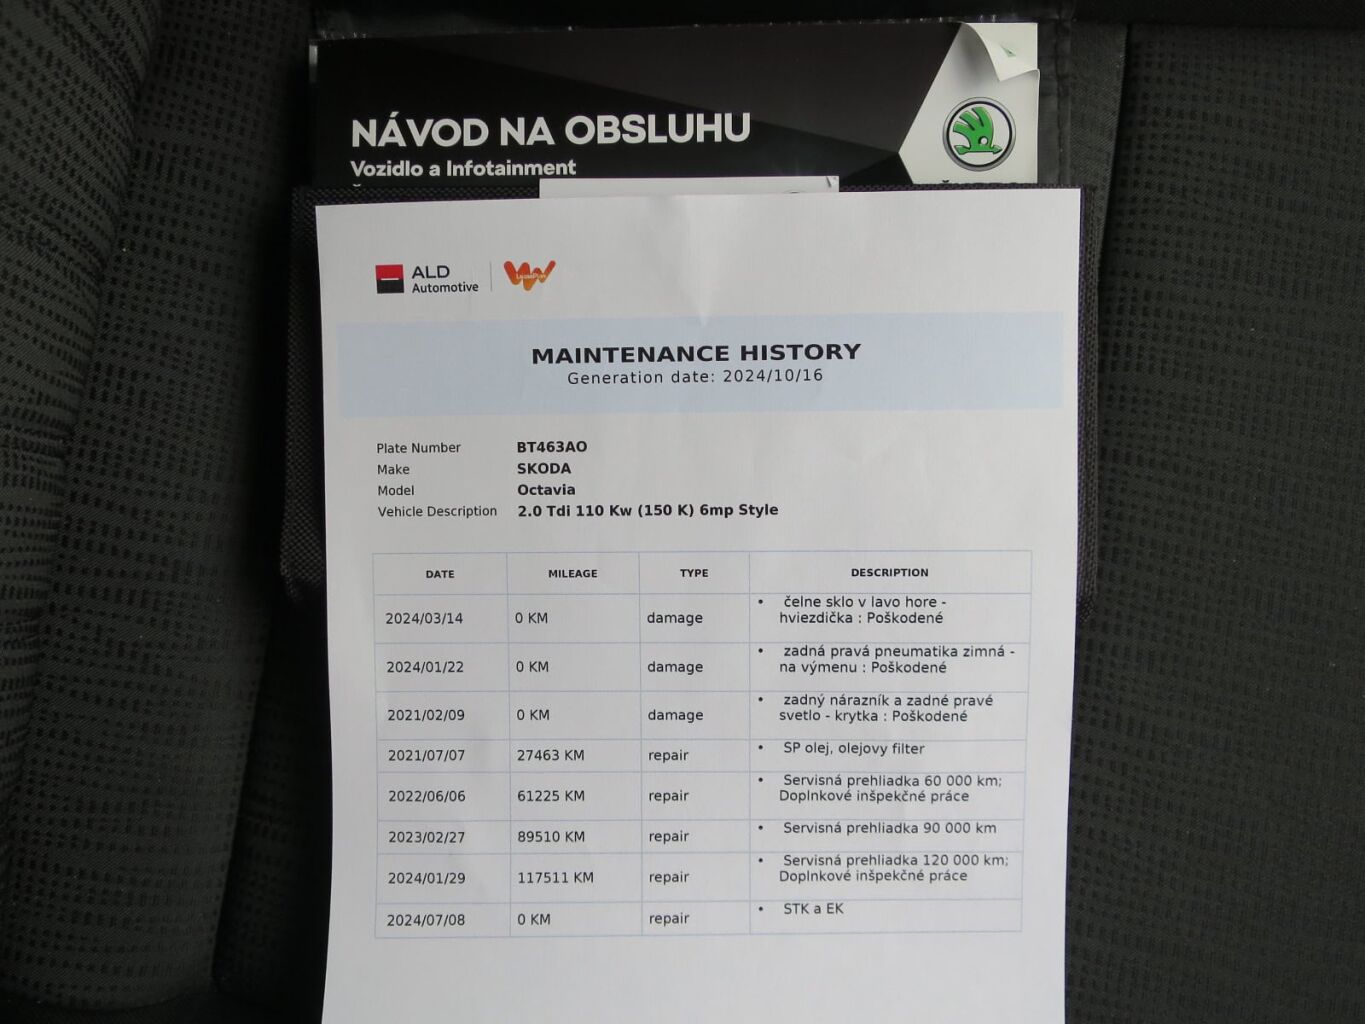 NÁVOD NA OBSLUHU
Vozidlo a Infotainment
ALD
Automotive
LeasePlan
MAINTENANCE HISTORY
Generation date: 2024/10/16
Plate Number BT463AO
Make SKODA
Model Octavia
Vehicle Description 2.0 Tdi 110 Kw (150 K) 6mp Style
DATE MILEAGE TYPE DESCRIPTION
2024/03/14 0 KM damage • čelne sklo v lavo hore -
hviezdička : Poškodené
2024/01/22 0 KM damage • zadná pravá pneumatika zimná -
na výmenu : Poškodené
2021/02/09 0 KM damage • zadný nárazník a zadné pravé
svetlo - krytka : Poškodené
2021/07/07 27463 KM repair • SP olej, olejovy filter
2022/06/06 61225 KM repair • Servisná prehliadka 60 000 km;
Doplnkové inšpekčné práce
2023/02/27 89510 KM repair • Servisná prehliadka 90 000 km
2024/01/29 117511 KM repair • Servisná prehliadka 120 000 km;
Doplnkové inšpekčné práce
2024/07/08 0 KM repair • STK a EK